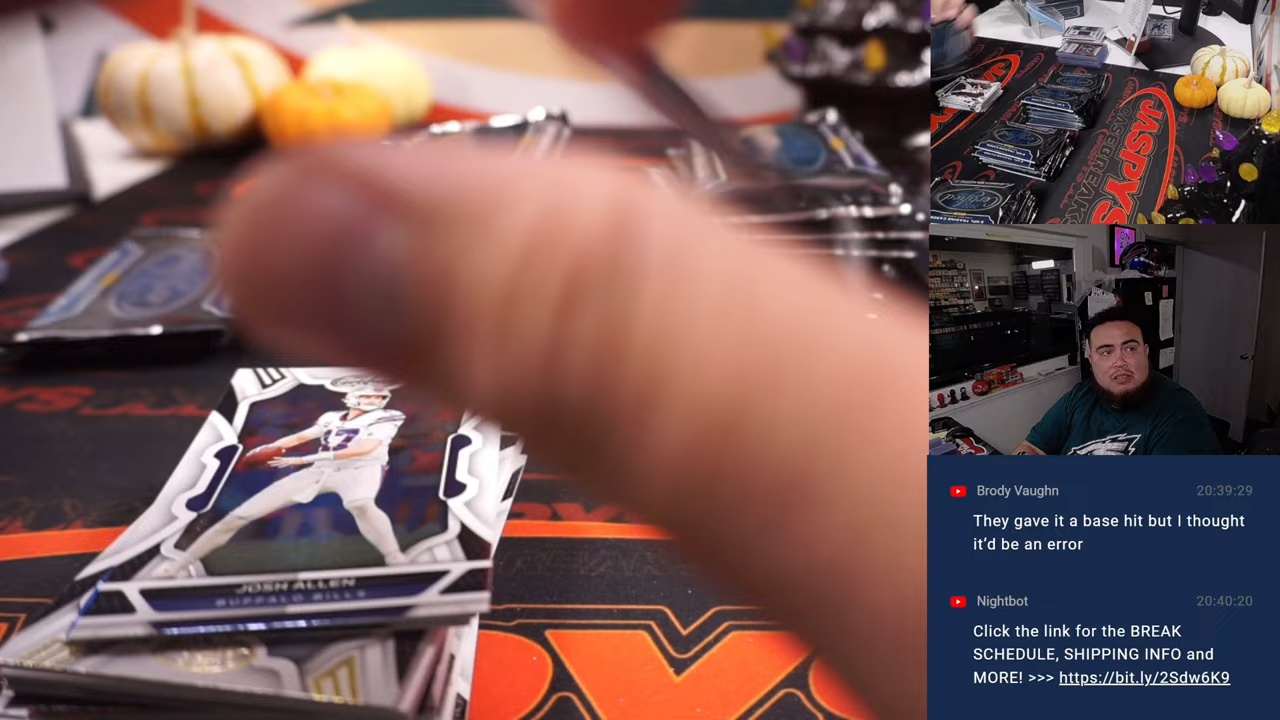 JOSH ALLEN
BUFFALO BILLS
17
JASPYS
Brody Vaughn
20:39:29
They gave it a base hit but I thought
it'd be an error
Nightbot
20:40:20
Click the link for the BREAK
SCHEDULE, SHIPPING INFO and
MORE! >>> https://bit.ly/2Sdw6K9